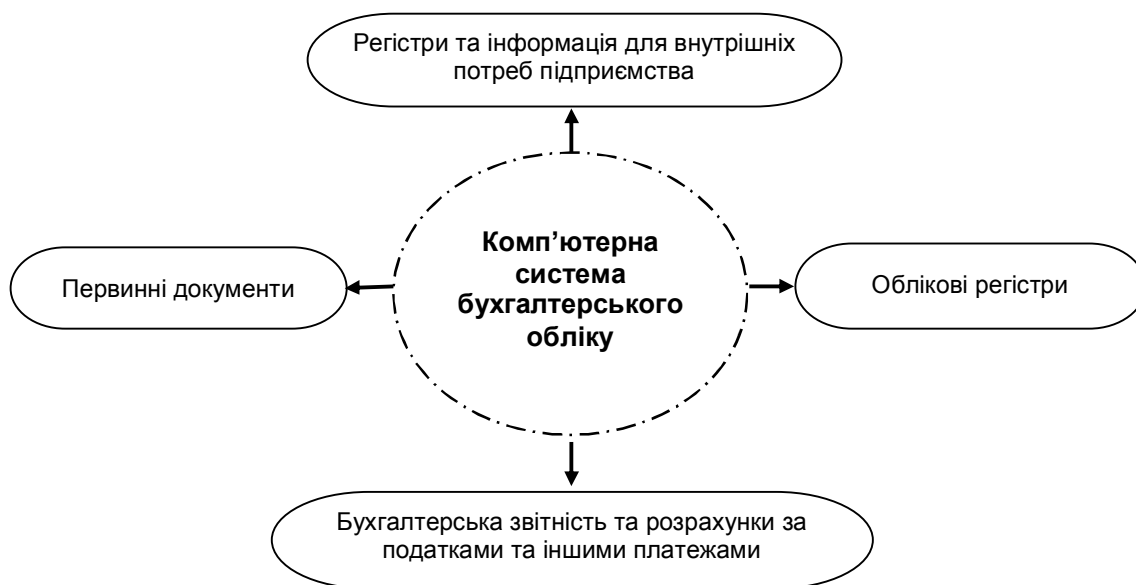 Регістри та інформація для внутрішніх
потреб підприємства
Комп’ютерна
система
бухгалтерського
обліку
Первинні документи
Облікові регістри
Бухгалтерська звітність та розрахунки за
податками та іншими платежами